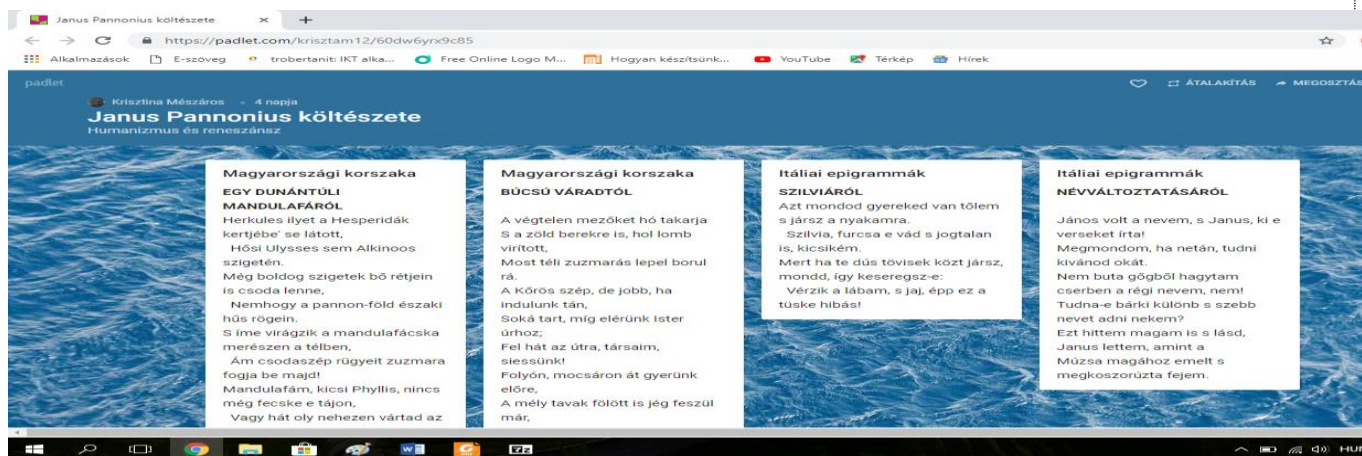 Janus Pannonius költészete
https://padlet.com/krisztam12/60dw6yrx9c85
Alkalmazások E-szöveg trobertanit: IKT alka... Free Online Logo M... Hogyan készítsünk... YouTube Térkép Hírek
padlet
ÁTALAKÍTÁS MEGOSZTÁS
Krisztina Mészáros 4 napja
Janus Pannonius költészete
Humanizmus és reneszánsz
Magyarországi korszaka
EGY DUNÁNTÚLI
MANDULAFÁRÓL
Herkules ilyet a Hesperidák
kertjébe' se látott,
Hősi Ulysses sem Alkinoos
szigetén.
Még boldog szigetek bő rétjein
is csoda lenne,
Nemhogy a pannon-föld északi
hűs rögein.
S íme virágzik a mandulafácska
merészen a télben,
Ám csodaszép rügyeit zuzmara
fogja be majd!
Mandulafám, kicsi Phyllis, nincs
még fecske e tájon,
Vagy hát oly nehezen vártad az
Magyarországi korszaka
BÚCSÚ VÁRADTÓL
A végtelen mezőket hó takarja
S a zöld berekre is, hol lomb
virított,
Most téli zuzmarás lepel borul
rá.
A Kőrös szép, de jobb, ha
indulunk tán,
Soká tart, míg elérünk Ister
úrhoz;
Fel hát az útra, társaim,
siessünk!
Folyón, mocsáron át gyerünk
előre,
A mély tavak fölött is jég feszül
már,
Itáliai epigrammák
SZILVIÁRÓL
Azt mondod gyereked van tőlem
s jársz a nyakamra.
Szilvia, furcsa e vád s jogtalan
is, kicsikém.
Mert ha te dús tövisek közt jársz,
mondd, így keseregsz-e:
Vérzik a lábam, s jaj, épp ez a
tüske hibás!
Itáliai epigrammák
NÉVVÁLTOZTATÁSÁRÓL
János volt a nevem, s Janus, ki e
verseket írta!
Megmondom, ha netán, tudni
kivánod okát.
Nem buta gőgből hagytam
cserben a régi nevem, nem!
Tudna-e bárki különb s szebb
nevet adni nekem?
Ezt hittem magam is s lásd,
Janus lettem, amint a
Múzsa magához emelt s
megkoszorúzta fejem.
HUN